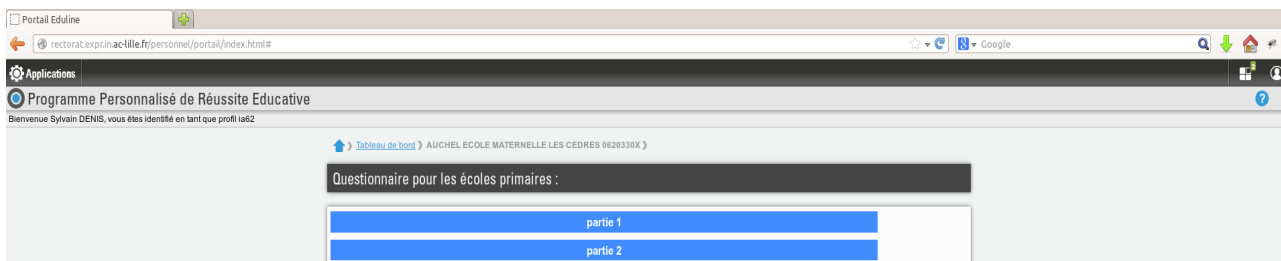 Portail Eduline
rectorat.expr.in.ac-lille.fr/personnel/portail/index.html#
Google
Applications
2
Programme Personnalisé de Réussite Educative
?
Bienvenue Sylvain DENIS, vous êtes identifié en tant que profil ia62
Tableau de bord ❭ AUCHEL ECOLE MATERNELLE LES CEDRES 0620330X ❭
Questionnaire pour les écoles primaires :
partie 1
partie 2